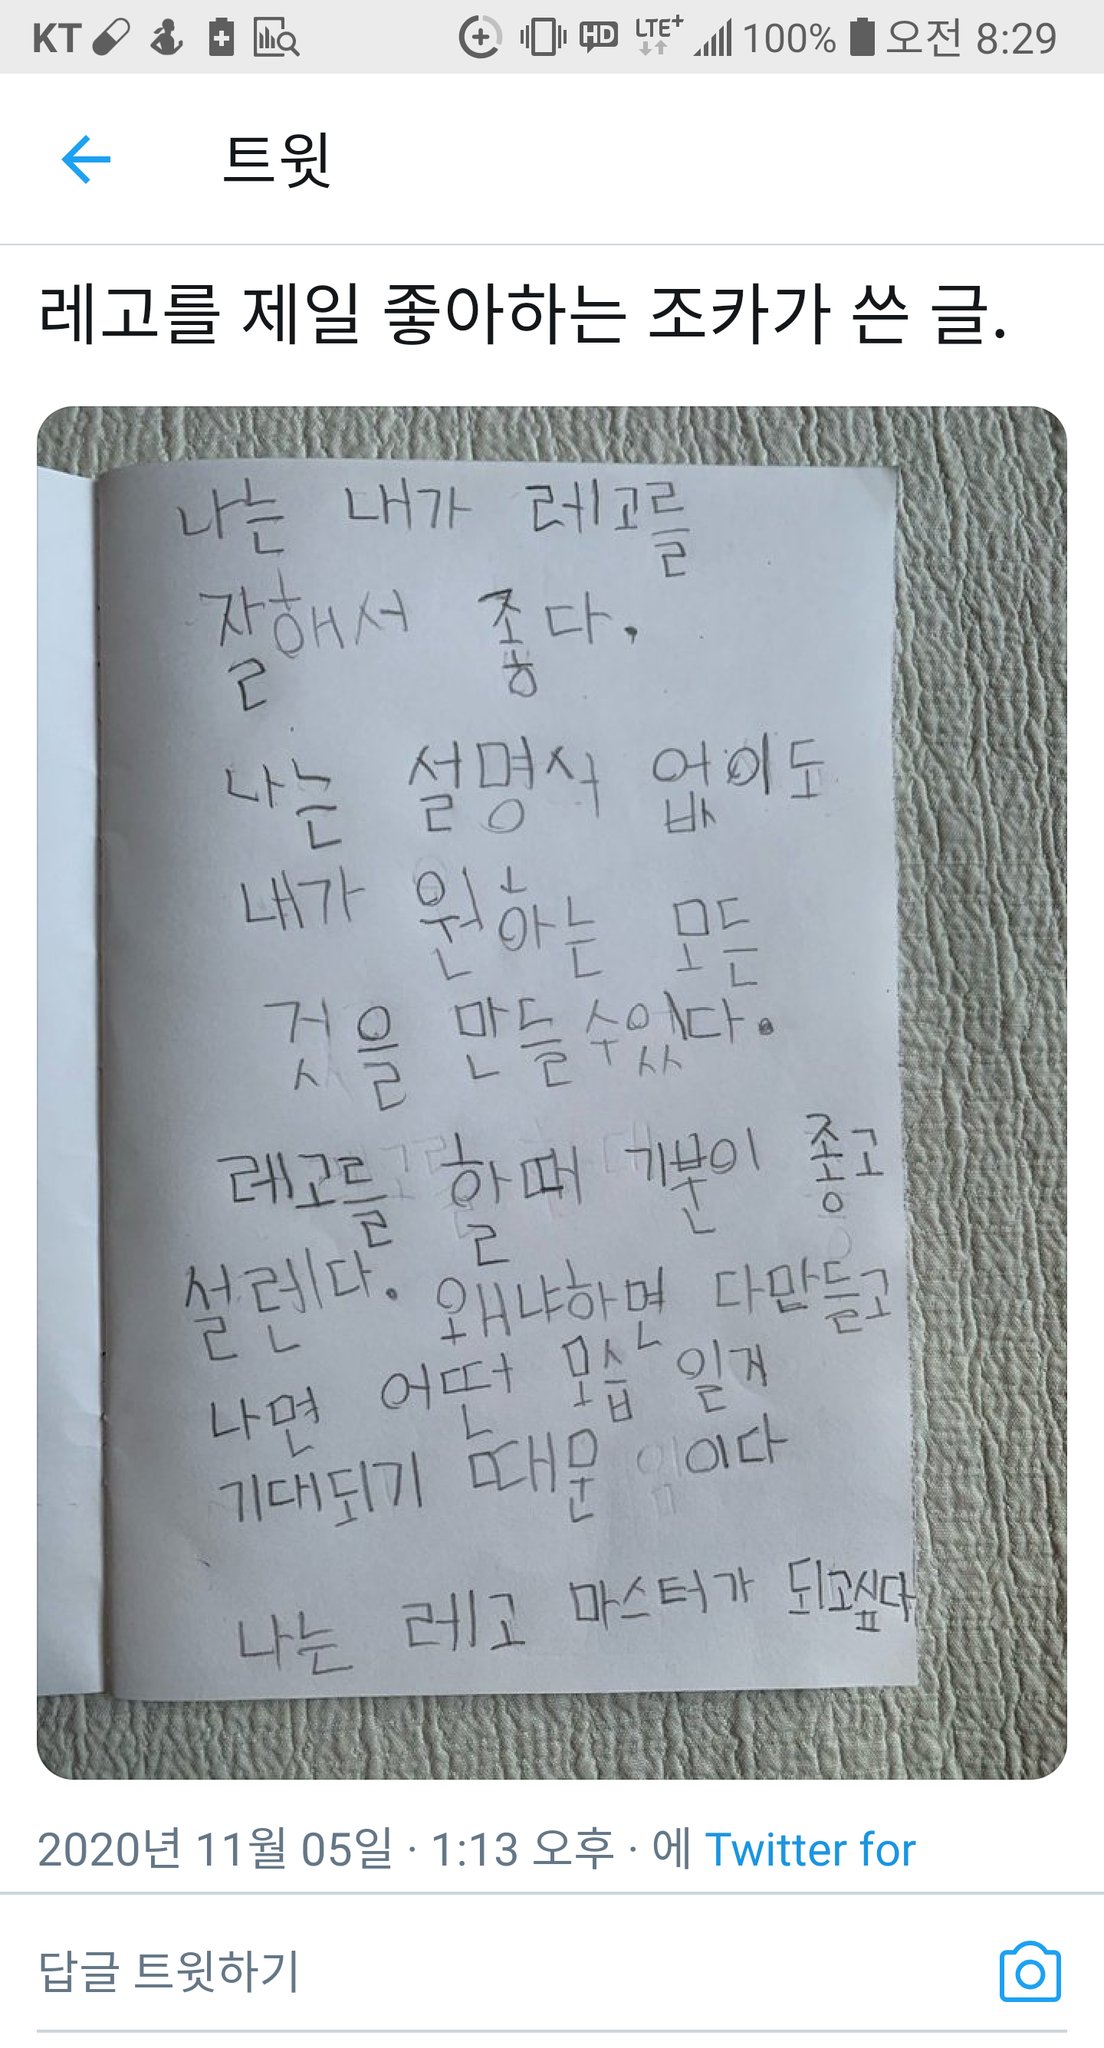 KT HD LTE+ 100% 오전 8:29
트윗
레고를 제일 좋아하는 조카가 쓴 글.
나는 내가 레고를
잘해서 좋다.
나는 설명서 없이도
내가 원하는 모든
것을 만들수있다.
레고를 할때 기분이 좋고
설렌다. 왜냐하면 다만들고
나면 어떤 모습 일지
기대되기 때문이다
나는 레고 마스터가 되고싶다
2020년 11월 05일 · 1:13 오후 · 에 Twitter for
답글 트윗하기